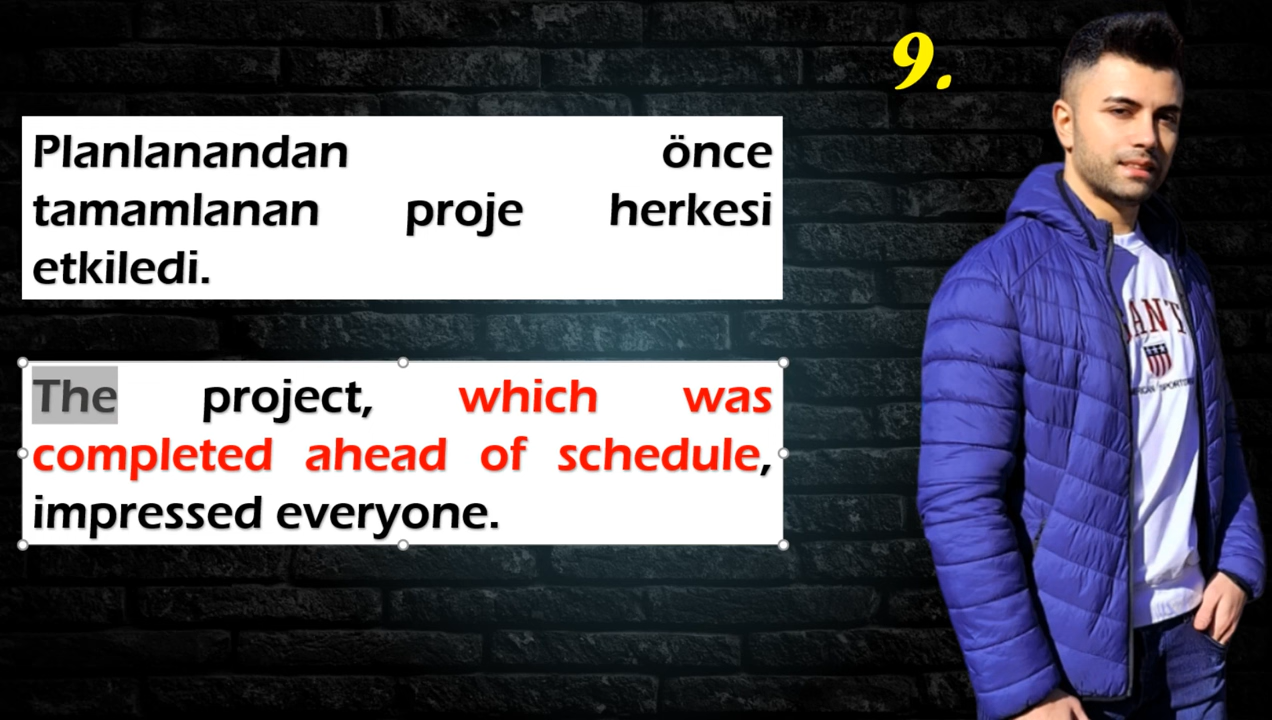 9.
Planlanandan önce
tamamlanan proje herkesi
etkiledi.
The project, which was
completed ahead of schedule,
impressed everyone.